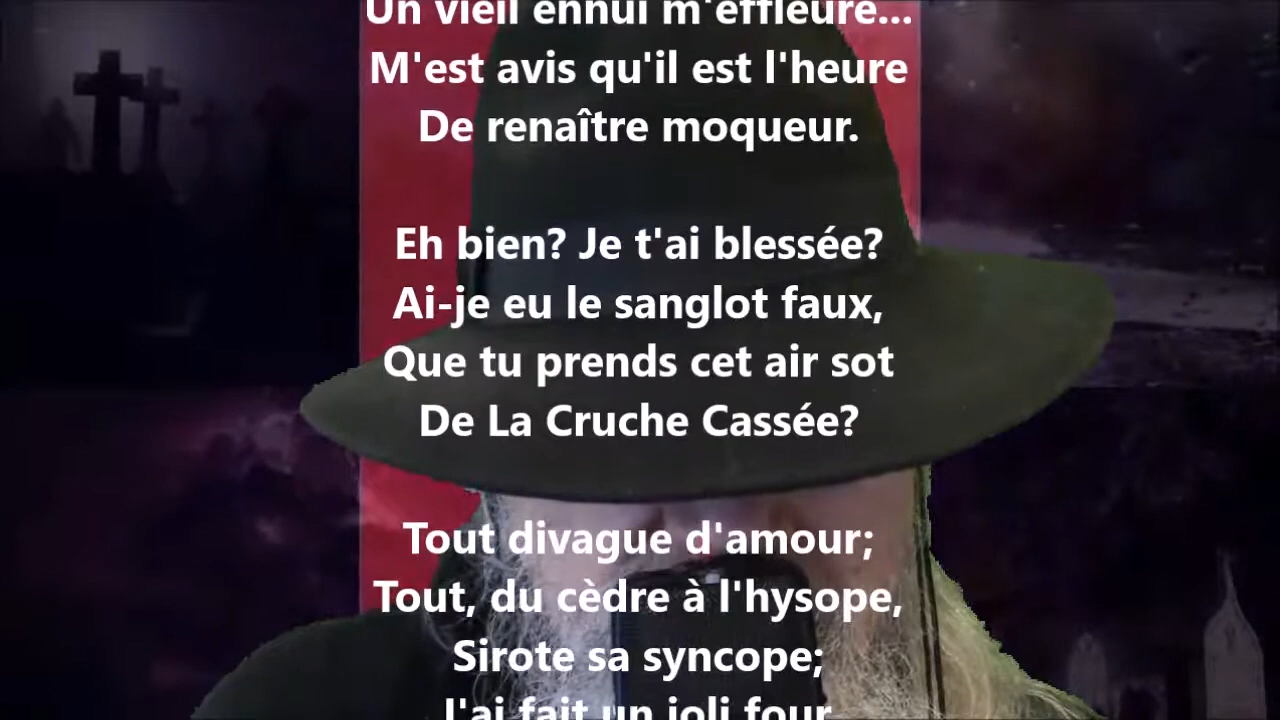 Un vieil ennui m'effleure...
M'est avis qu'il est l'heure
De renaître moqueur.
Eh bien? Je t'ai blessée?
Ai-je eu le sanglot faux,
Que tu prends cet air sot
De La Cruche Cassée?
Tout divague d'amour;
Tout, du cèdre à l'hysope,
Sirote sa syncope;
J'ai fait un joli four